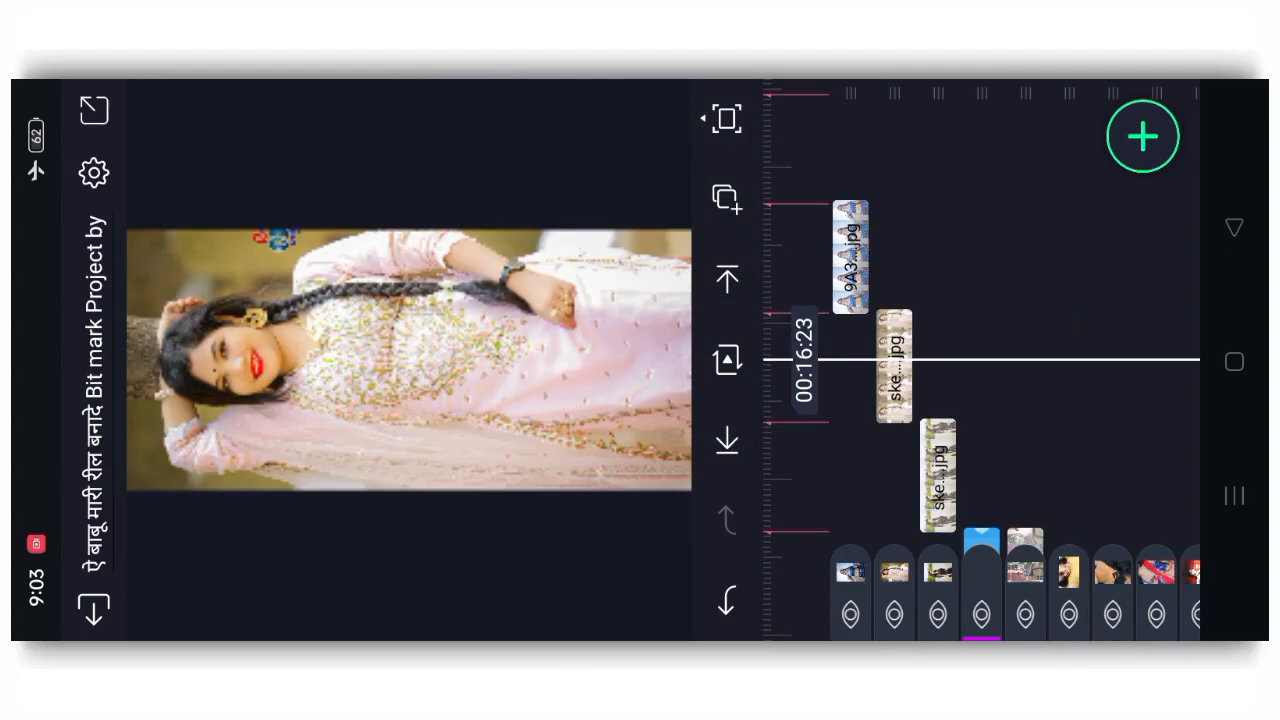 9:03
62
ऐ बाबू मारी रील बनादे Bit mark Project by
00:16:23
9A3....jpg
ske....jpg
ske....jpg